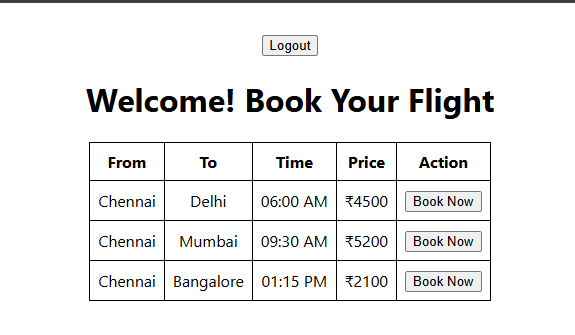 Logout
Welcome! Book Your Flight
From To Time Price Action
Chennai Delhi 06:00 AM ₹4500 Book Now
Chennai Mumbai 09:30 AM ₹5200 Book Now
Chennai Bangalore 01:15 PM ₹2100 Book Now